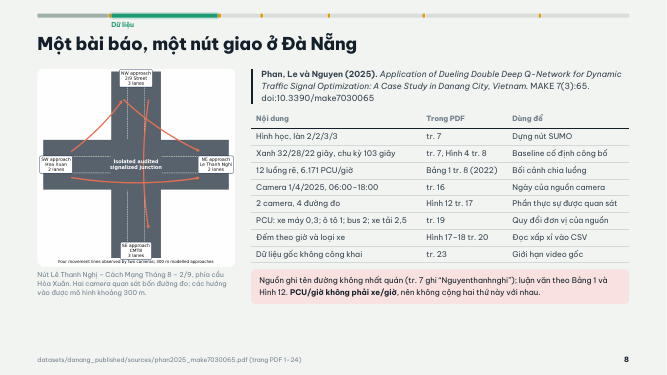 Dữ liệu
Một bài báo, một nút giao ở Đà Nẵng
NW approach
2/9 Street
3 lanes
SW approach
Hoa Xuan
2 lanes
Isolated audited
signalized junction
NE approach
Le Thanh Nghi
2 lanes
SE approach
CMT8
3 lanes
Four movement lines observed by two cameras; 300 m modelled approaches
Nút Lê Thanh Nghị – Cách Mạng Tháng 8 – 2/9, phía cầu
Hòa Xuân. Hai camera quan sát bốn đường đo; các hướng
vào được mô hình khoảng 300 m.
Phan, Le và Nguyen (2025). Application of Dueling Double Deep Q-Network for Dynamic
Traffic Signal Optimization: A Case Study in Danang City, Vietnam. MAKE 7(3):65.
doi:10.3390/make7030065
Nội dung Trong PDF Dùng để
Hình học, làn 2/2/3/3 tr. 7 Dựng nút SUMO
Xanh 32/28/22 giây, chu kỳ 103 giây tr. 7, Hình 4 tr. 8 Baseline cố định công bố
12 luồng rẽ, 6.171 PCU/giờ Bảng 1 tr. 8 (2022) Bối cảnh chia luồng
Camera 1/4/2025, 06:00–18:00 tr. 16 Ngày của nguồn camera
2 camera, 4 đường đo Hình 12 tr. 17 Phần thực sự được quan sát
PCU: xe máy 0,3; ô tô 1; bus 2; xe tải 2,5 tr. 19 Quy đổi đơn vị của nguồn
Đếm theo giờ và loại xe Hình 17–18 tr. 20 Đọc xấp xỉ vào CSV
Dữ liệu gốc không công khai tr. 23 Giới hạn video gốc
Nguồn ghi tên đường không nhất quán (tr. 7 ghi “Nguyenthanhnghi”); luận văn theo Bảng 1 và
Hình 12. PCU/giờ không phải xe/giờ, nên không cộng hai thứ này với nhau.
datasets/danang_published/sources/phan2025_make7030065.pdf (trang PDF 1–24)
8